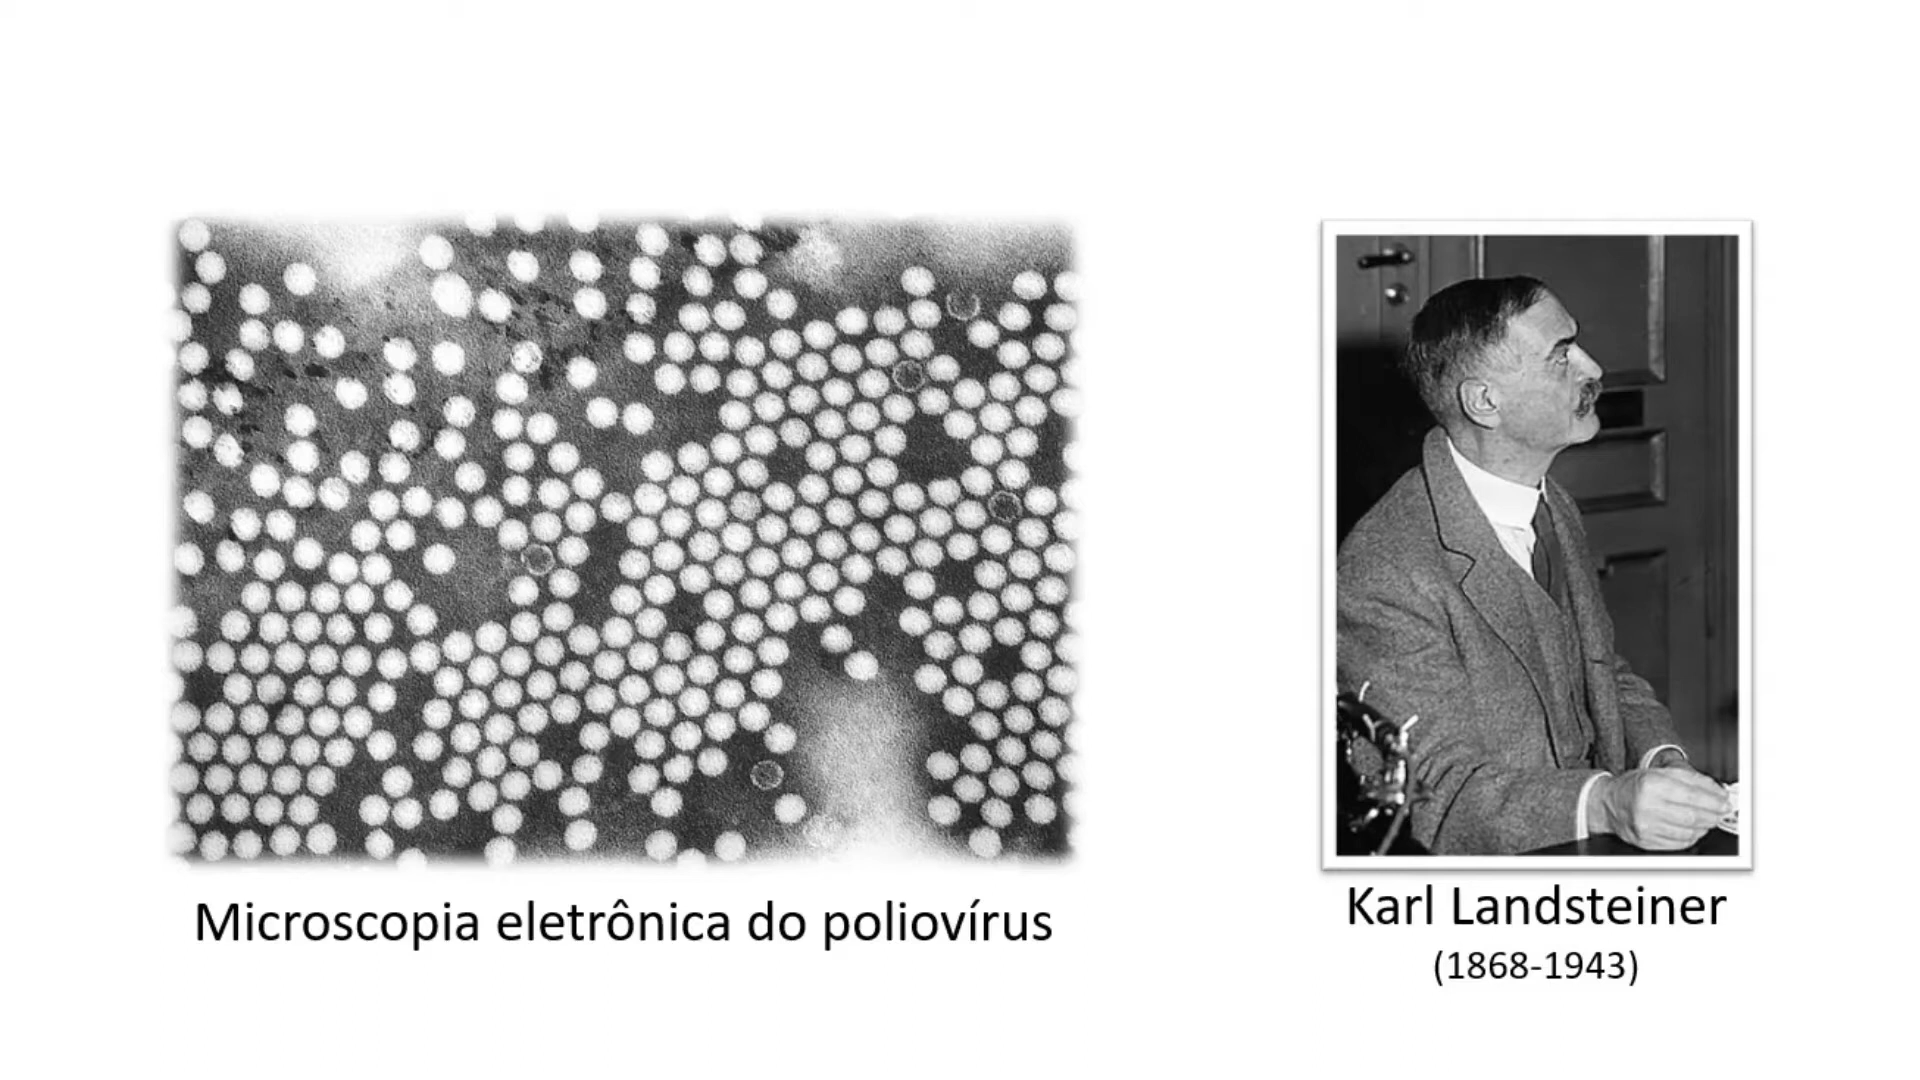 Microscopia eletrônica do poliovírus
Karl Landsteiner
(1868-1943)